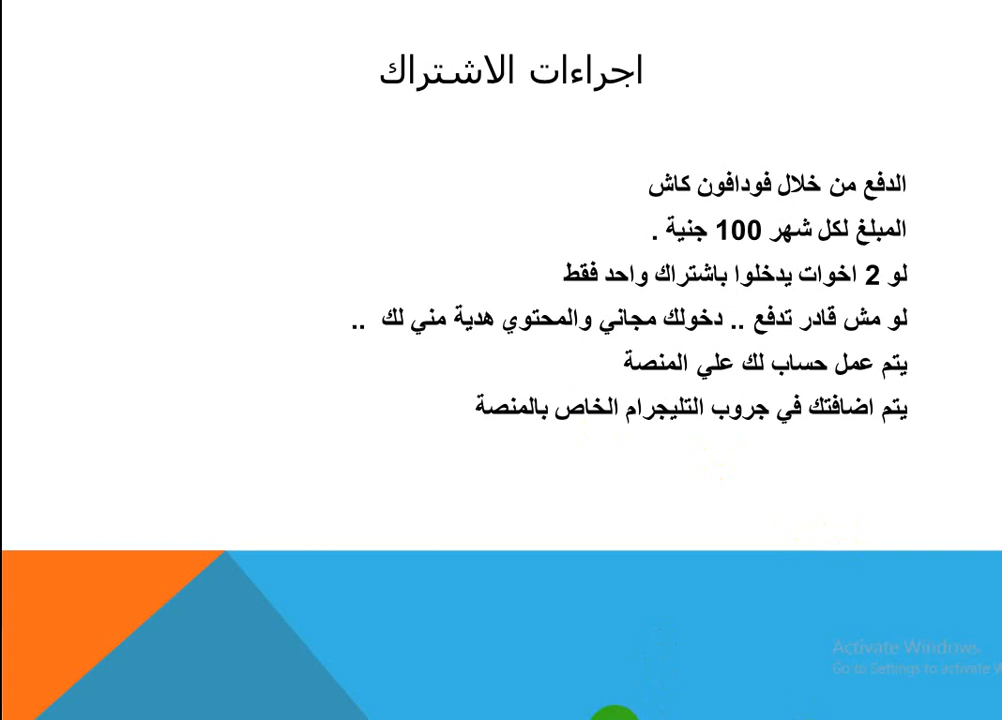 اجراءات الاشتراك
الدفع من خلال فودافون كاش
المبلغ لكل شهر 100 جنية .
لو 2 اخوات يدخلوا باشتراك واحد فقط
لو مش قادر تدفع .. دخولك مجاني والمحتوي هدية مني لك ..
يتم عمل حساب لك علي المنصة
يتم اضافتك في جروب التليجرام الخاص بالمنصة
Activate Windows
Go to Settings to activate W